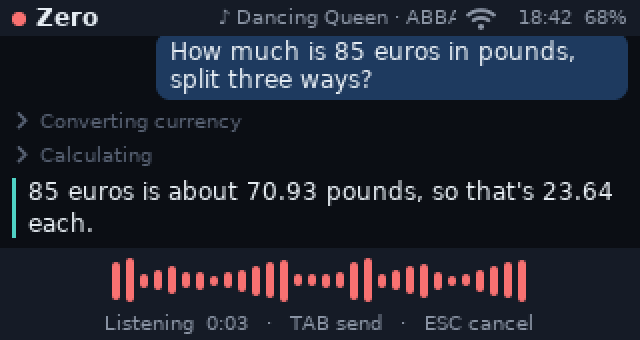 Zero ♪ Dancing Queen · ABBA 18:42 68%
How much is 85 euros in pounds,
split three ways?
Converting currency
Calculating
85 euros is about 70.93 pounds, so that's 23.64
each.
Listening 0:03 · TAB send · ESC cancel